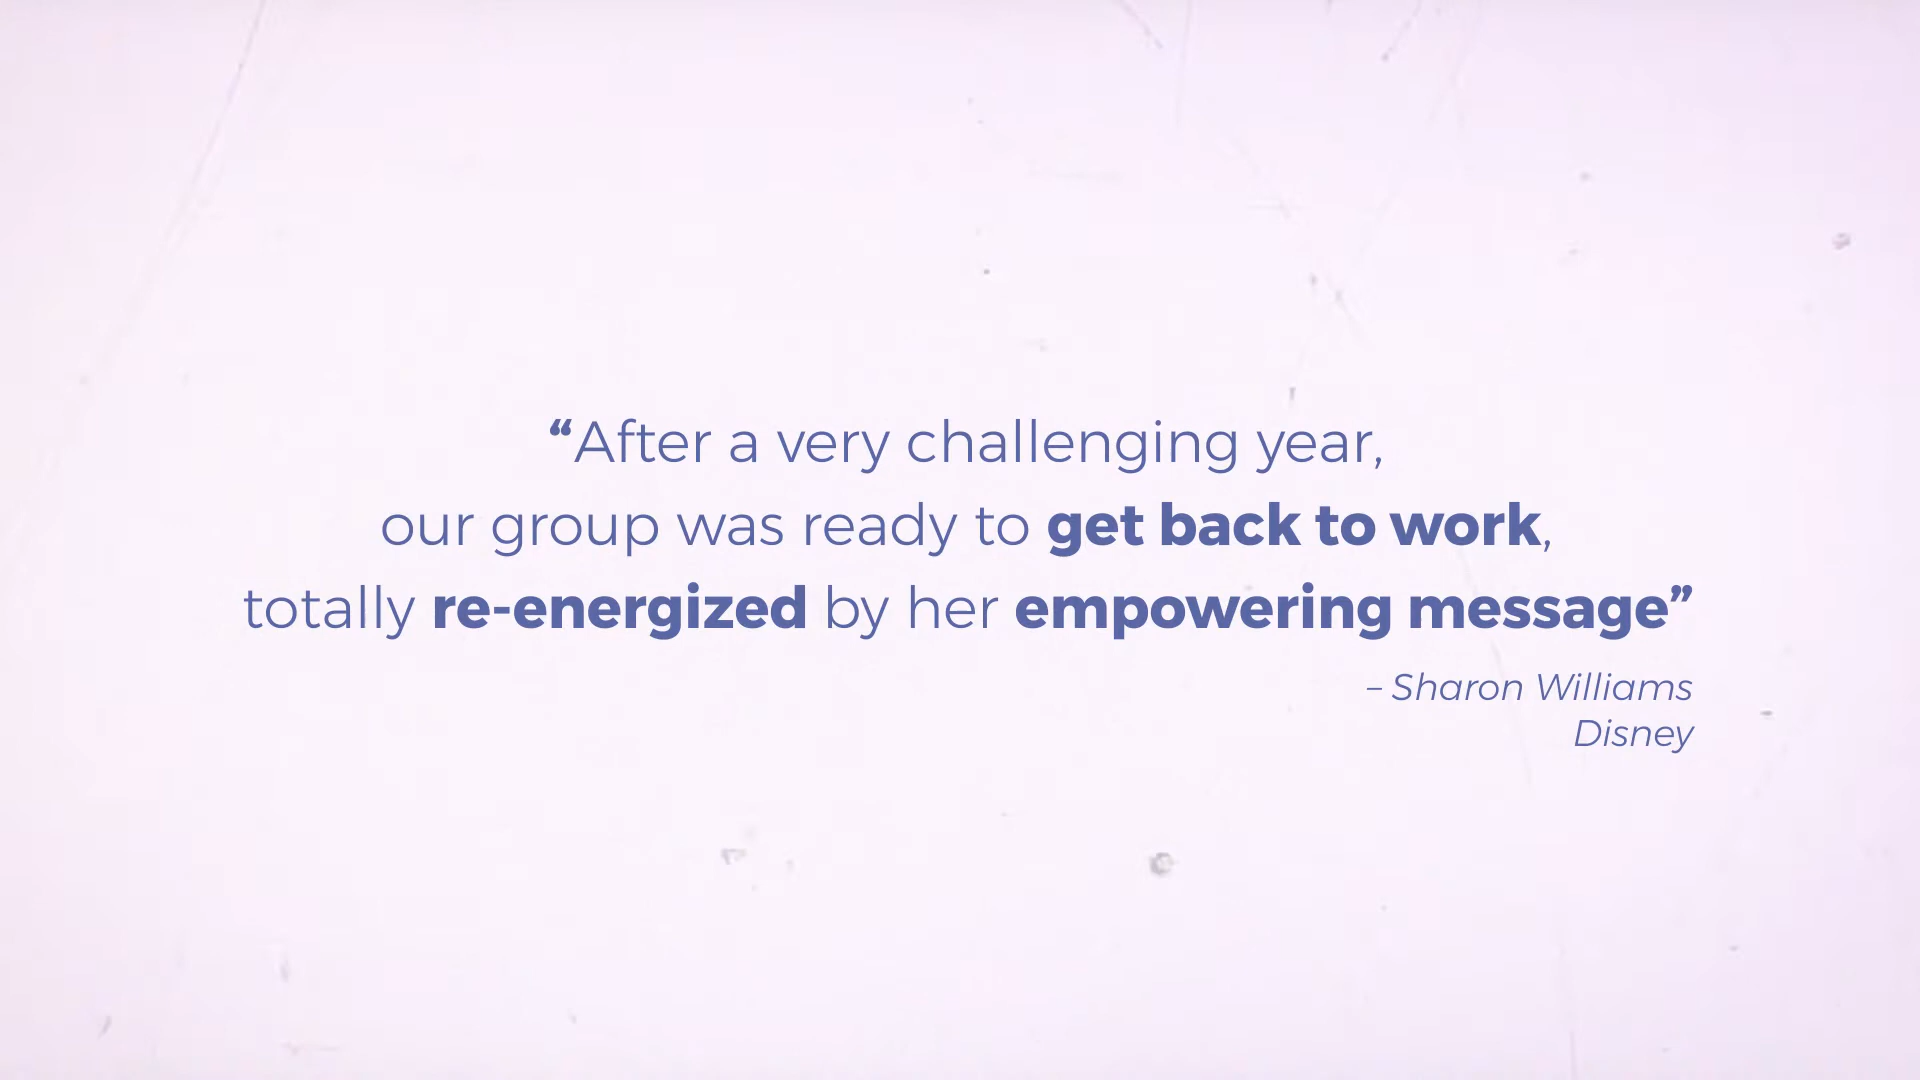 “After a very challenging year,
our group was ready to get back to work,
totally re-energized by her empowering message”
– Sharon Williams
Disney